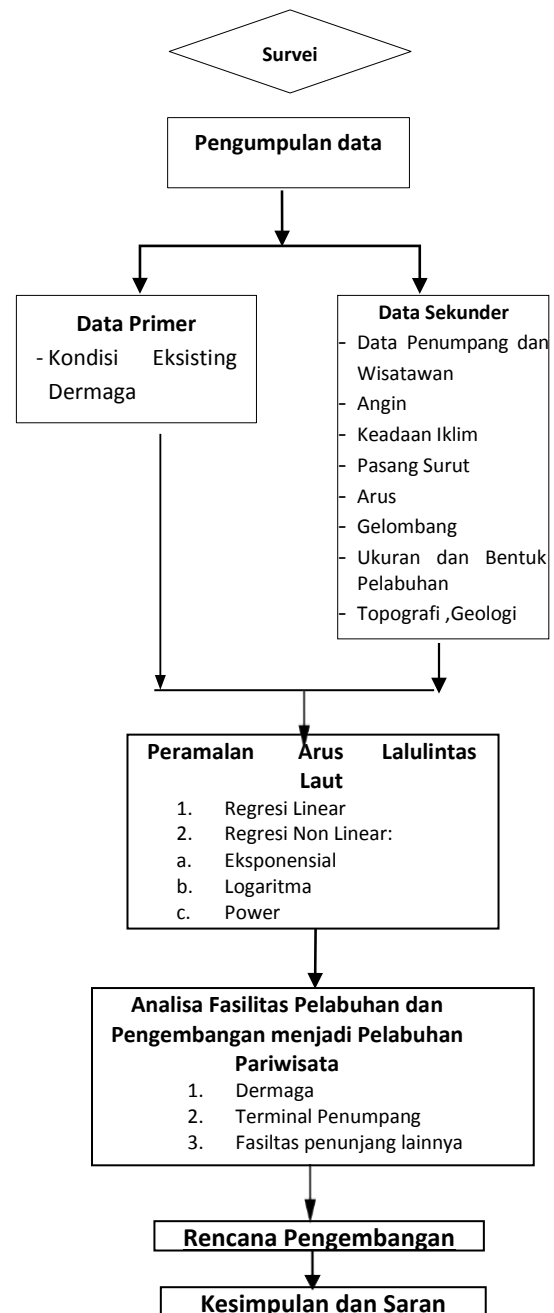 Survei
Pengumpulan data
Data Primer
- Kondisi Eksisting
Dermaga
Data Sekunder
- Data Penumpang dan
Wisatawan
- Angin
- Keadaan Iklim
- Pasang Surut
- Arus
- Gelombang
- Ukuran dan Bentuk
Pelabuhan
- Topografi ,Geologi
Peramalan Arus Lalulintas
Laut
1. Regresi Linear
2. Regresi Non Linear:
a. Eksponensial
b. Logaritma
c. Power
Analisa Fasilitas Pelabuhan dan
Pengembangan menjadi Pelabuhan
Pariwisata
1. Dermaga
2. Terminal Penumpang
3. Fasiltas penunjang lainnya
Rencana Pengembangan
Kesimpulan dan Saran